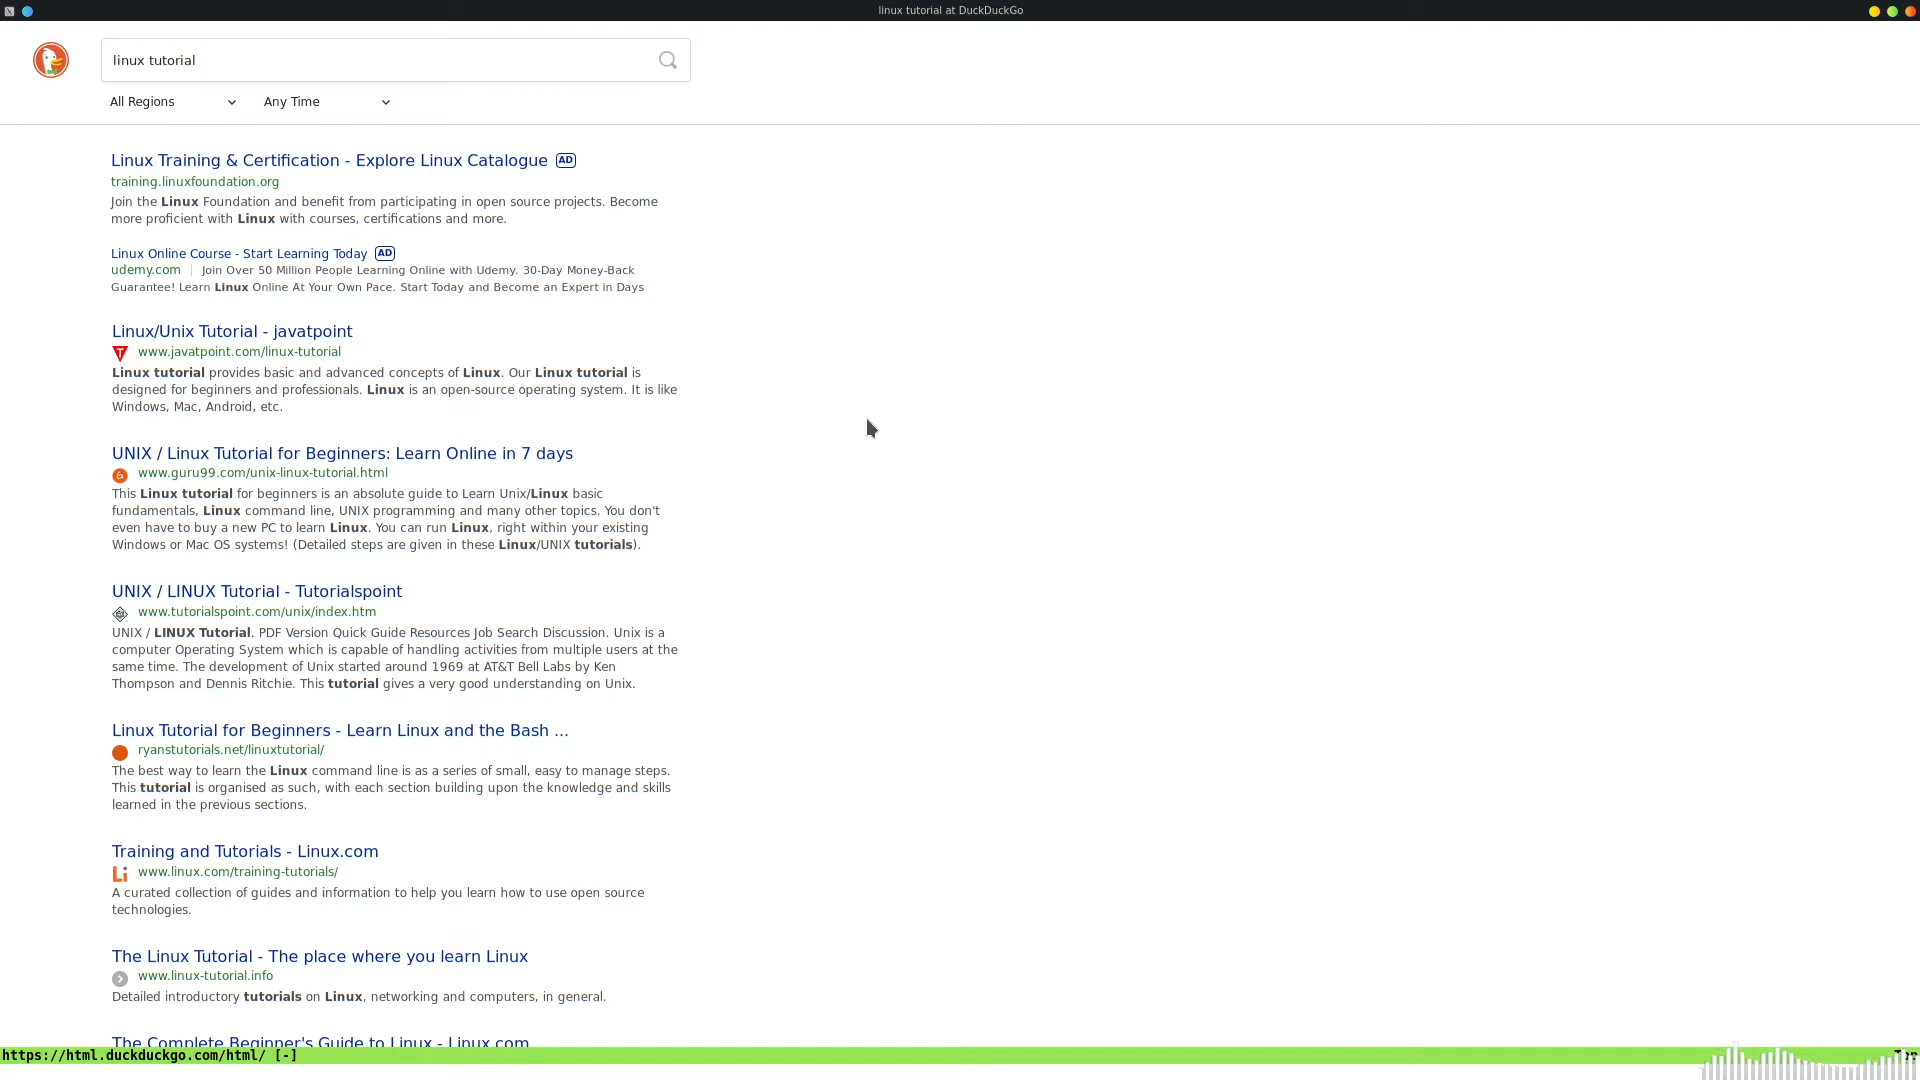 linux tutorial at DuckDuckGo
linux tutorial
All Regions Any Time
Linux Training & Certification - Explore Linux Catalogue AD
training.linuxfoundation.org
Join the Linux Foundation and benefit from participating in open source projects. Become
more proficient with Linux with courses, certifications and more.
Linux Online Course - Start Learning Today AD
udemy.com Join Over 50 Million People Learning Online with Udemy. 30-Day Money-Back
Guarantee! Learn Linux Online At Your Own Pace. Start Today and Become an Expert in Days
Linux/Unix Tutorial - javatpoint
www.javatpoint.com/linux-tutorial
Linux tutorial provides basic and advanced concepts of Linux. Our Linux tutorial is
designed for beginners and professionals. Linux is an open-source operating system. It is like
Windows, Mac, Android, etc.
UNIX / Linux Tutorial for Beginners: Learn Online in 7 days
www.guru99.com/unix-linux-tutorial.html
This Linux tutorial for beginners is an absolute guide to Learn Unix/Linux basic
fundamentals, Linux command line, UNIX programming and many other topics. You don't
even have to buy a new PC to learn Linux. You can run Linux, right within your existing
Windows or Mac OS systems! (Detailed steps are given in these Linux/UNIX tutorials).
UNIX / LINUX Tutorial - Tutorialspoint
www.tutorialspoint.com/unix/index.htm
UNIX / LINUX Tutorial. PDF Version Quick Guide Resources Job Search Discussion. Unix is a
computer Operating System which is capable of handling activities from multiple users at the
same time. The development of Unix started around 1969 at AT&T Bell Labs by Ken
Thompson and Dennis Ritchie. This tutorial gives a very good understanding on Unix.
Linux Tutorial for Beginners - Learn Linux and the Bash ...
ryanstutorials.net/linuxtutorial/
The best way to learn the Linux command line is as a series of small, easy to manage steps.
This tutorial is organised as such, with each section building upon the knowledge and skills
learned in the previous sections.
Training and Tutorials - Linux.com
Li www.linux.com/training-tutorials/
A curated collection of guides and information to help you learn how to use open source
technologies.
The Linux Tutorial - The place where you learn Linux
www.linux-tutorial.info
Detailed introductory tutorials on Linux, networking and computers, in general.
The Complete Beginner's Guide to Linux - Linux.com
https://html.duckduckgo.com/html/ [-] Top